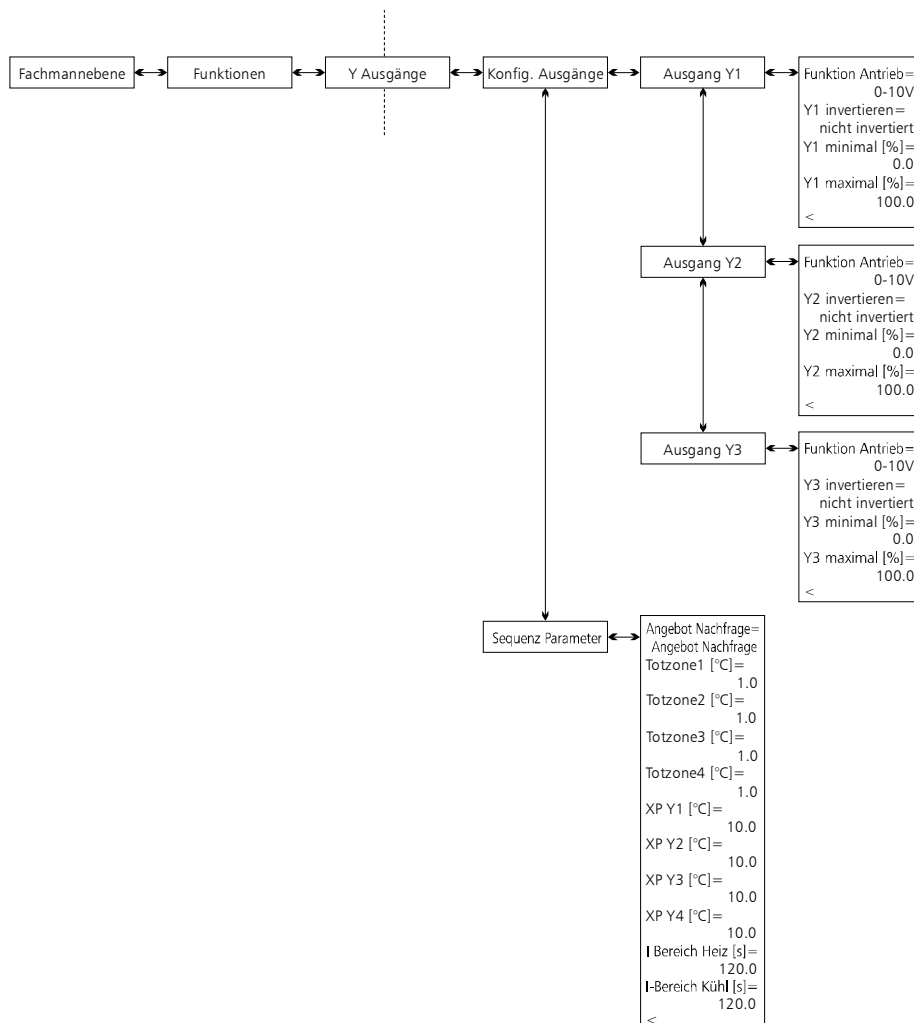 Fachmannebene
Funktionen
Y Ausgänge
Konfig. Ausgänge
Ausgang Y1
Funktion Antrieb=
0-10V
Y1 invertieren=
nicht invertiert
Y1 minimal [%]=
0.0
Y1 maximal [%]=
100.0
<
Ausgang Y2
Funktion Antrieb=
0-10V
Y2 invertieren=
nicht invertiert
Y2 minimal [%]=
0.0
Y2 maximal [%]=
100.0
<
Ausgang Y3
Funktion Antrieb=
0-10V
Y3 invertieren=
nicht invertiert
Y3 minimal [%]=
0.0
Y3 maximal [%]=
100.0
<
Sequenz Parameter
Angebot Nachfrage=
Angebot Nachfrage
Totzone1 [°C]=
1.0
Totzone2 [°C]=
1.0
Totzone3 [°C]=
1.0
Totzone4 [°C]=
1.0
XP Y1 [°C]=
10.0
XP Y2 [°C]=
10.0
XP Y3 [°C]=
10.0
XP Y4 [°C]=
10.0
I Bereich Heiz [s]=
120.0
I-Bereich Kühl [s]=
120.0
<